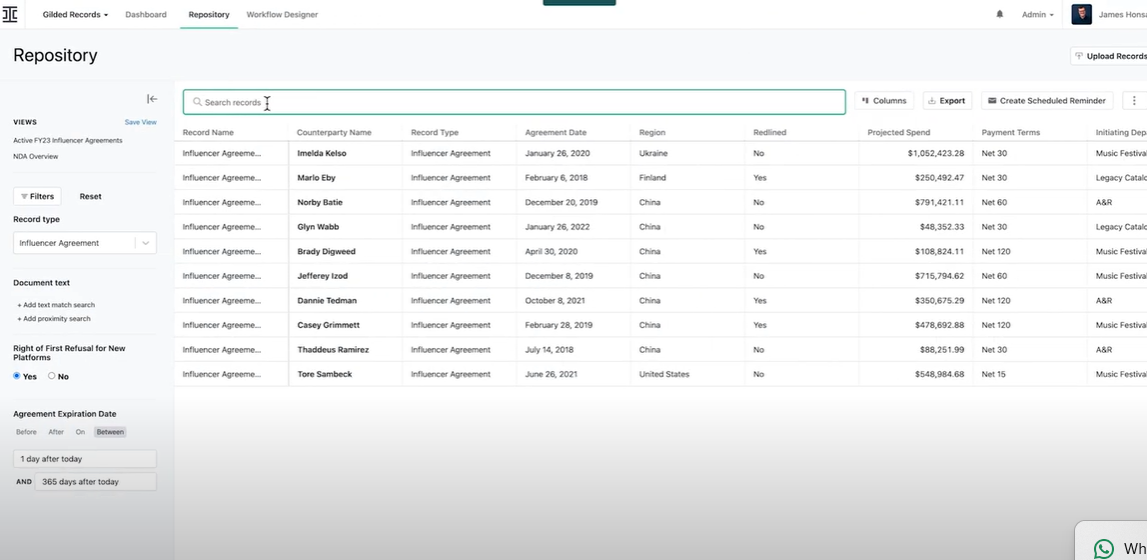 Gilded Records Dashboard Repository Workflow Designer Admin James Honsa
Repository
Upload Records
VIEWS Save View
Active FY23 Influencer Agreements
NDA Overview
Filters Reset
Record type
Influencer Agreement
Document text
+ Add text match search
+ Add proximity search
Right of First Refusal for New
Platforms
Yes No
Agreement Expiration Date
Before After On Between
1 day after today
AND 365 days after today
Search records
Columns Export Create Scheduled Reminder
Record Name Counterparty Name Record Type Agreement Date Region Redlined Projected Spend Payment Terms Initiating Dep
Influencer Agreeme... Imelda Kelso Influencer Agreement January 26, 2020 Ukraine No $1,052,423.28 Net 30 Music Festival
Influencer Agreeme... Marlo Eby Influencer Agreement February 6, 2018 Finland Yes $250,492.47 Net 30 Legacy Catalo
Influencer Agreeme... Norby Batie Influencer Agreement December 20, 2019 China No $791,421.11 Net 60 A&R
Influencer Agreeme... Glyn Wabb Influencer Agreement January 26, 2022 China No $48,352.33 Net 30 Legacy Catalo
Influencer Agreeme... Brady Digweed Influencer Agreement April 30, 2020 China Yes $108,824.11 Net 120 Music Festival
Influencer Agreeme... Jefferey Izod Influencer Agreement December 8, 2019 China No $715,794.62 Net 60 Music Festival
Influencer Agreeme... Dannie Tedman Influencer Agreement October 8, 2021 China Yes $350,675.29 Net 120 A&R
Influencer Agreeme... Casey Grimmett Influencer Agreement February 28, 2019 China Yes $478,692.88 Net 120 Music Festival
Influencer Agreeme... Thaddeus Ramirez Influencer Agreement July 14, 2018 China No $88,251.99 Net 30 A&R
Influencer Agreeme... Tore Sambeck Influencer Agreement June 26, 2021 United States No $548,984.68 Net 15 Music Festival
Wh